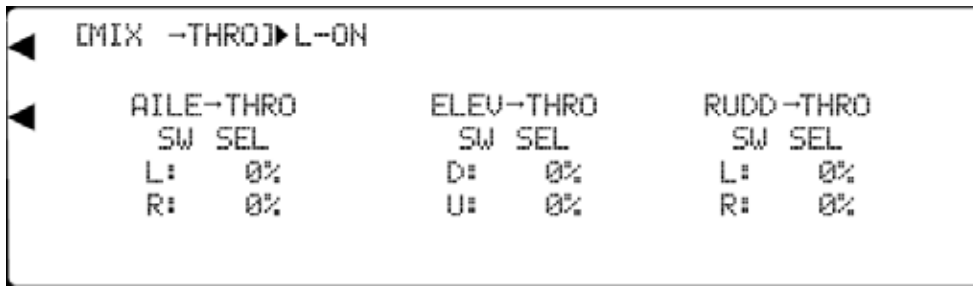 [MIX →THRO]▶L-ON
AILE→THRO ELEV→THRO RUDD→THRO
SW SEL SW SEL SW SEL
L: 0% D: 0% L: 0%
R: 0% U: 0% R: 0%